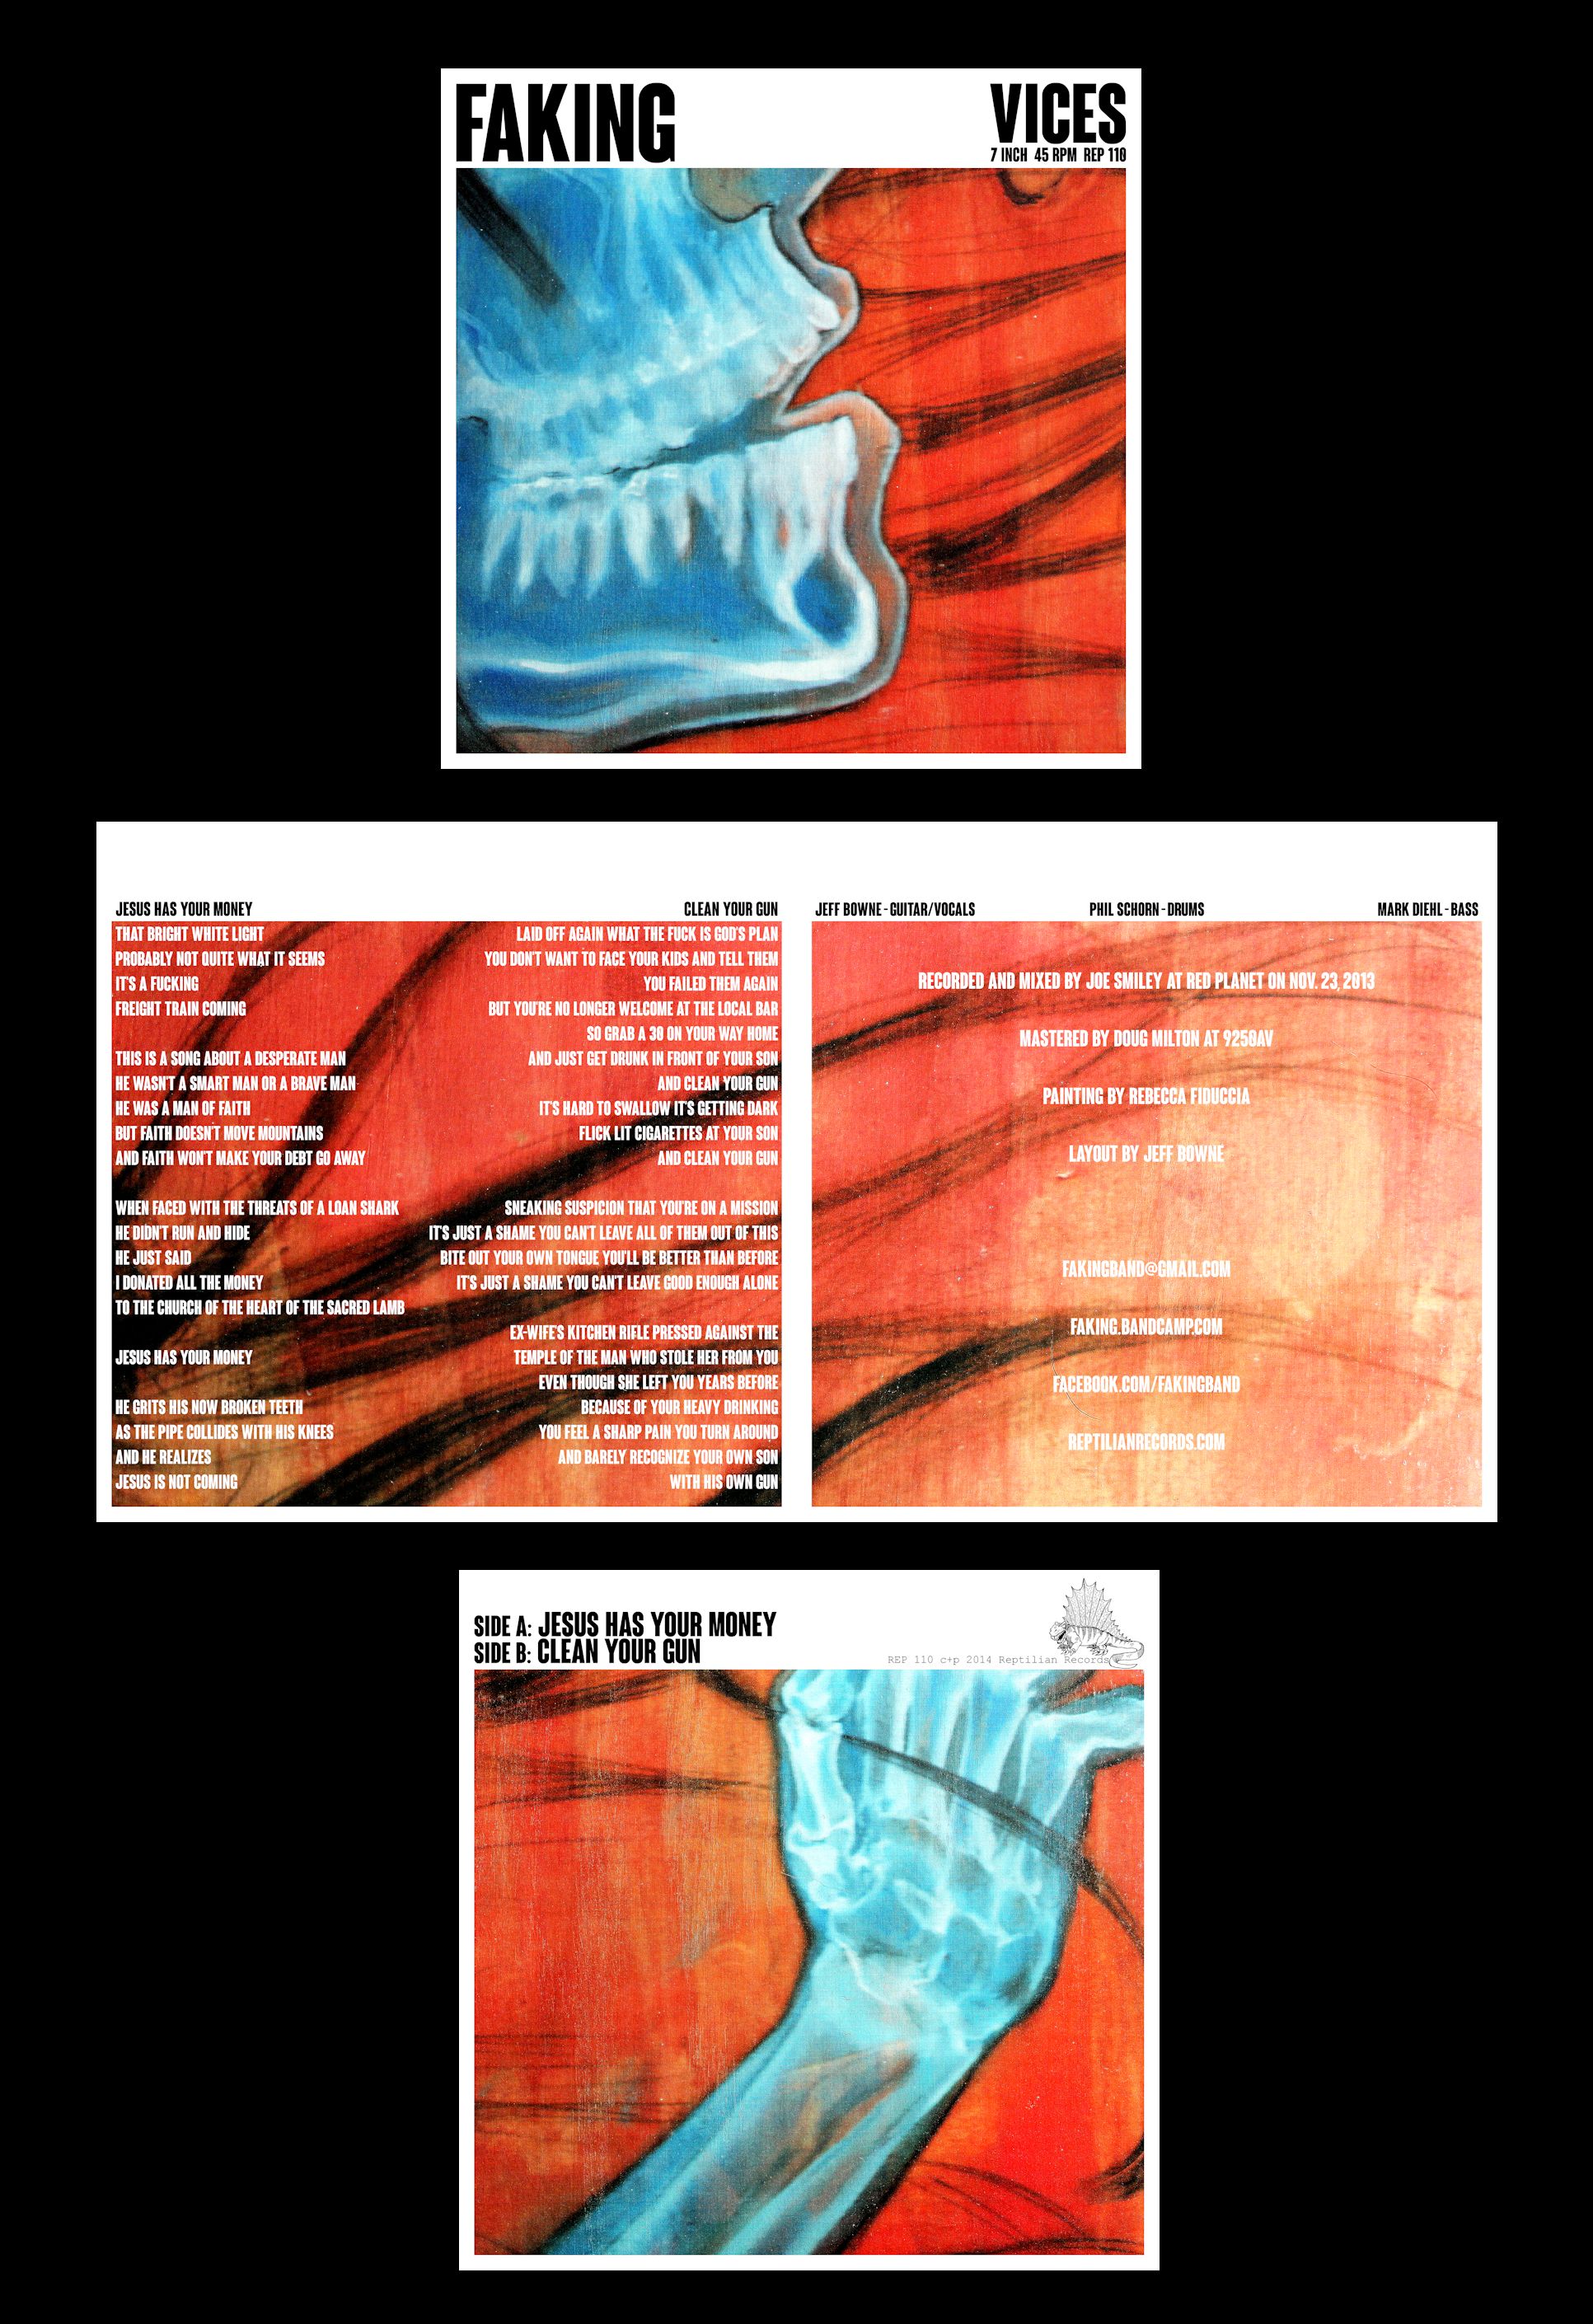 FAKING
VICES
7 INCH 45 RPM REP 110
JESUS HAS YOUR MONEY
THAT BRIGHT WHITE LIGHT
PROBABLY NOT QUITE WHAT IT SEEMS
IT'S A FUCKING
FREIGHT TRAIN COMING
THIS IS A SONG ABOUT A DESPERATE MAN
HE WASN'T A SMART MAN OR A BRAVE MAN
HE WAS A MAN OF FAITH
BUT FAITH DOESN'T MOVE MOUNTAINS
AND FAITH WON'T MAKE YOUR DEBT GO AWAY
WHEN FACED WITH THE THREATS OF A LOAN SHARK
HE DIDN'T RUN AND HIDE
HE JUST SAID
I DONATED ALL THE MONEY
TO THE CHURCH OF THE HEART OF THE SACRED LAMB
JESUS HAS YOUR MONEY
HE GRITS HIS NOW BROKEN TEETH
AS THE PIPE COLLIDES WITH HIS KNEES
AND HE REALIZES
JESUS IS NOT COMING
CLEAN YOUR GUN
LAID OFF AGAIN WHAT THE FUCK IS GOD'S PLAN
YOU DON'T WANT TO FACE YOUR KIDS AND TELL THEM
YOU FAILED THEM AGAIN
BUT YOU'RE NO LONGER WELCOME AT THE LOCAL BAR
SO GRAB A 30 ON YOUR WAY HOME
AND JUST GET DRUNK IN FRONT OF YOUR SON
AND CLEAN YOUR GUN
IT'S HARD TO SWALLOW IT'S GETTING DARK
FLICK LIT CIGARETTES AT YOUR SON
AND CLEAN YOUR GUN
SNEAKING SUSPICION THAT YOU'RE ON A MISSION
IT'S JUST A SHAME YOU CAN'T LEAVE ALL OF THEM OUT OF THIS
BITE OUT YOUR OWN TONGUE YOU'LL BE BETTER THAN BEFORE
IT'S JUST A SHAME YOU CAN'T LEAVE GOOD ENOUGH ALONE
EX-WIFE'S KITCHEN RIFLE PRESSED AGAINST THE
TEMPLE OF THE MAN WHO STOLE HER FROM YOU
EVEN THOUGH SHE LEFT YOU YEARS BEFORE
BECAUSE OF YOUR HEAVY DRINKING
YOU FEEL A SHARP PAIN YOU TURN AROUND
AND BARELY RECOGNIZE YOUR OWN SON
WITH HIS OWN GUN
JEFF BOWNE - GUITAR/VOCALS
PHIL SCHORN - DRUMS
MARK DIEHL - BASS
RECORDED AND MIXED BY JOE SMILEY AT RED PLANET ON NOV. 23, 2013
MASTERED BY DOUG MILTON AT 9250AV
PAINTING BY REBECCA FIDUCCIA
LAYOUT BY JEFF BOWNE
FAKINGBAND@GMAIL.COM
FAKING.BANDCAMP.COM
FACEBOOK.COM/FAKINGBAND
REPTILIANRECORDS.COM
SIDE A: JESUS HAS YOUR MONEY
SIDE B: CLEAN YOUR GUN
REP 110 c+p 2014 Reptilian Records